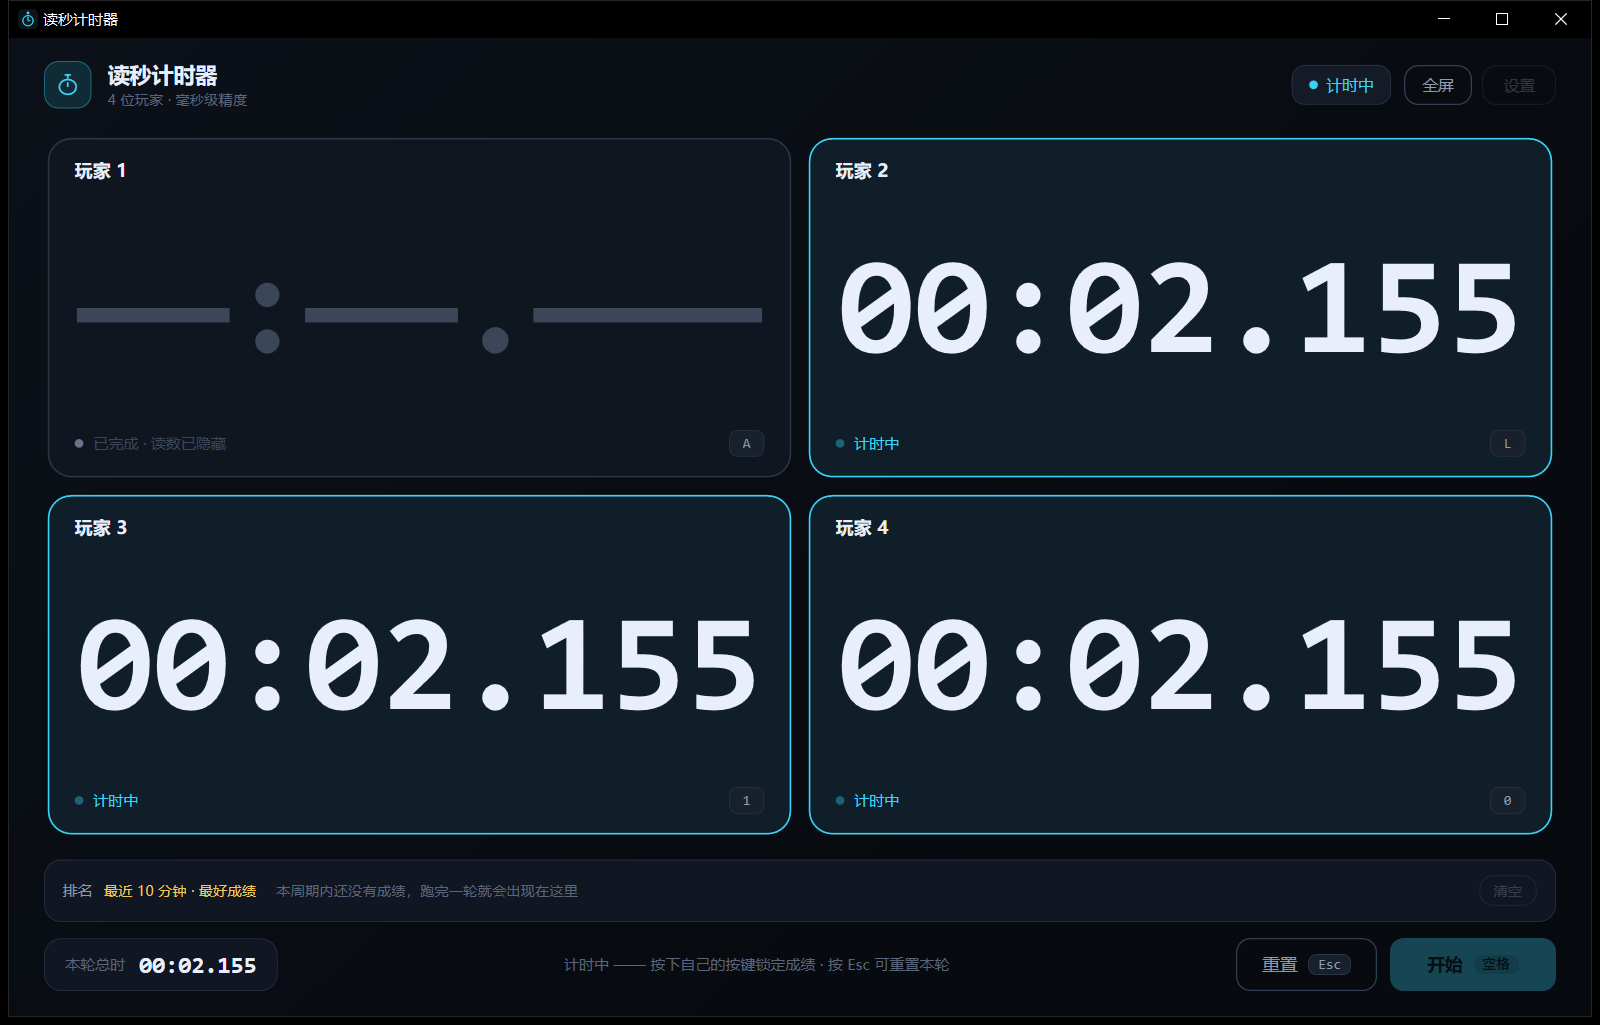 读秒计时器
读秒计时器
4 位玩家 · 毫秒级精度
计时中
全屏
设置
玩家 1
--:--.---
已完成 · 读数已隐藏
A
玩家 2
00:02.155
计时中
L
玩家 3
00:02.155
计时中
1
玩家 4
00:02.155
计时中
0
排名 最近 10 分钟 · 最好成绩 本周期内还没有成绩，跑完一轮就会出现在这里
清空
本轮总时 00:02.155
计时中 —— 按下自己的按键锁定成绩 · 按 Esc 可重置本轮
重置 Esc
开始 空格